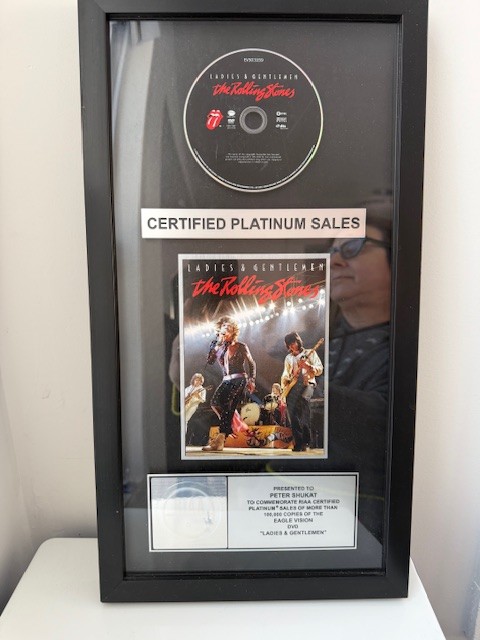 EVB33359
LADIES & GENTLEMEN
the Rolling Stones
CERTIFIED PLATINUM SALES
LADIES & GENTLEMEN
the Rolling Stones
PRESENTED TO
PETER SHUKAT
TO COMMEMORATE RIAA CERTIFIED
PLATINUM® SALES OF MORE THAN
100,000 COPIES OF THE
EAGLE VISION
DVD
"LADIES & GENTLEMEN"